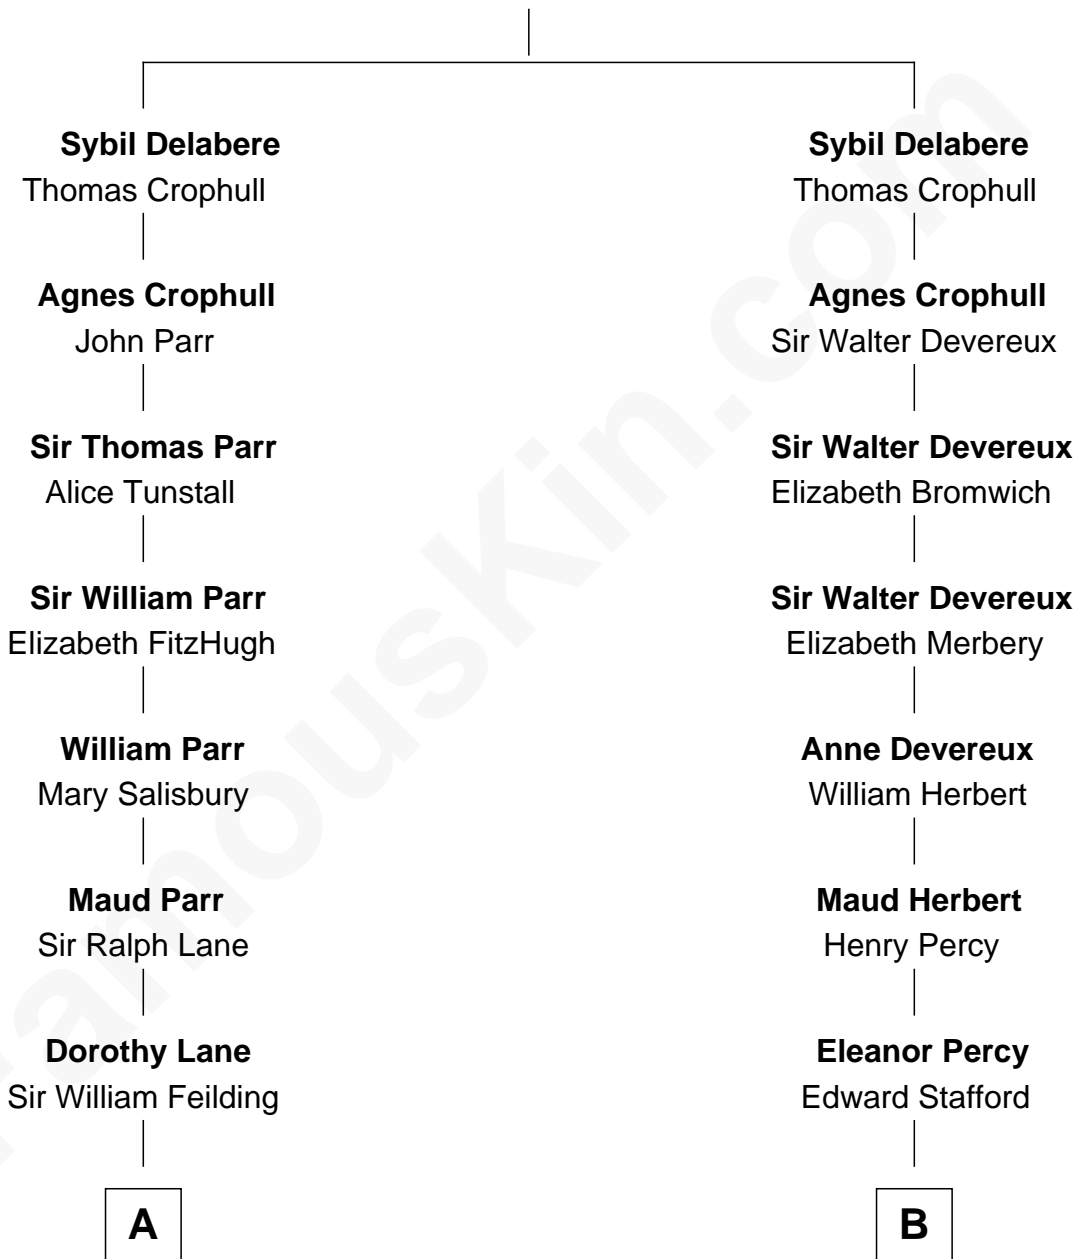 Sybil Delabere
Thomas Crophull
Agnes Crophull
John Parr
Sir Thomas Parr
Alice Tunstall
Sir William Parr
Elizabeth FitzHugh
William Parr
Mary Salisbury
Maud Parr
Sir Ralph Lane
Dorothy Lane
Sir William Feilding
A
Sybil Delabere
Thomas Crophull
Agnes Crophull
Sir Walter Devereux
Sir Walter Devereux
Elizabeth Bromwich
Sir Walter Devereux
Elizabeth Merbery
Anne Devereux
William Herbert
Maud Herbert
Henry Percy
Eleanor Percy
Edward Stafford
B
FamousKin.com